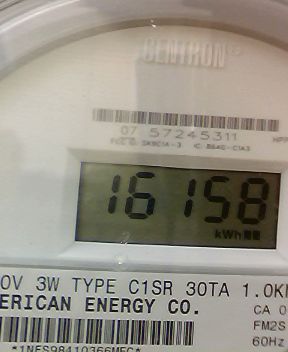 CENTRON
07 57245311
16158
kWh
0V 3W TYPE C1SR 30TA 1.0K
ERICAN ENERGY CO.
CA 0
FM2S
60Hz